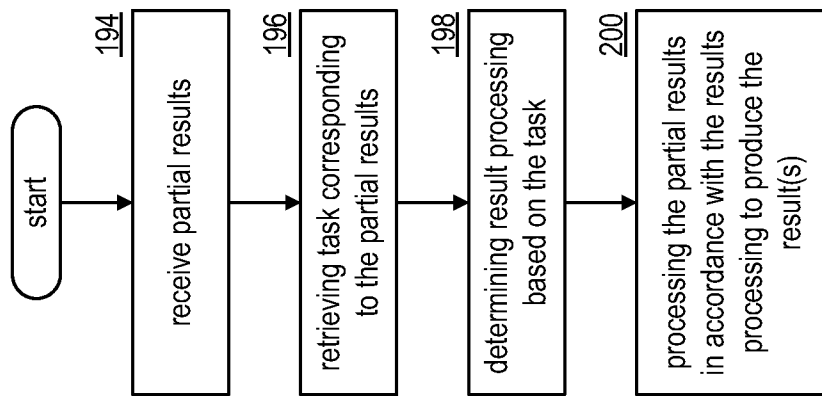 start
194
receive partial results
196
retrieving task corresponding
to the partial results
198
determining result processing
based on the task
200
processing the partial results
in accordance with the results
processing to produce the
result(s)